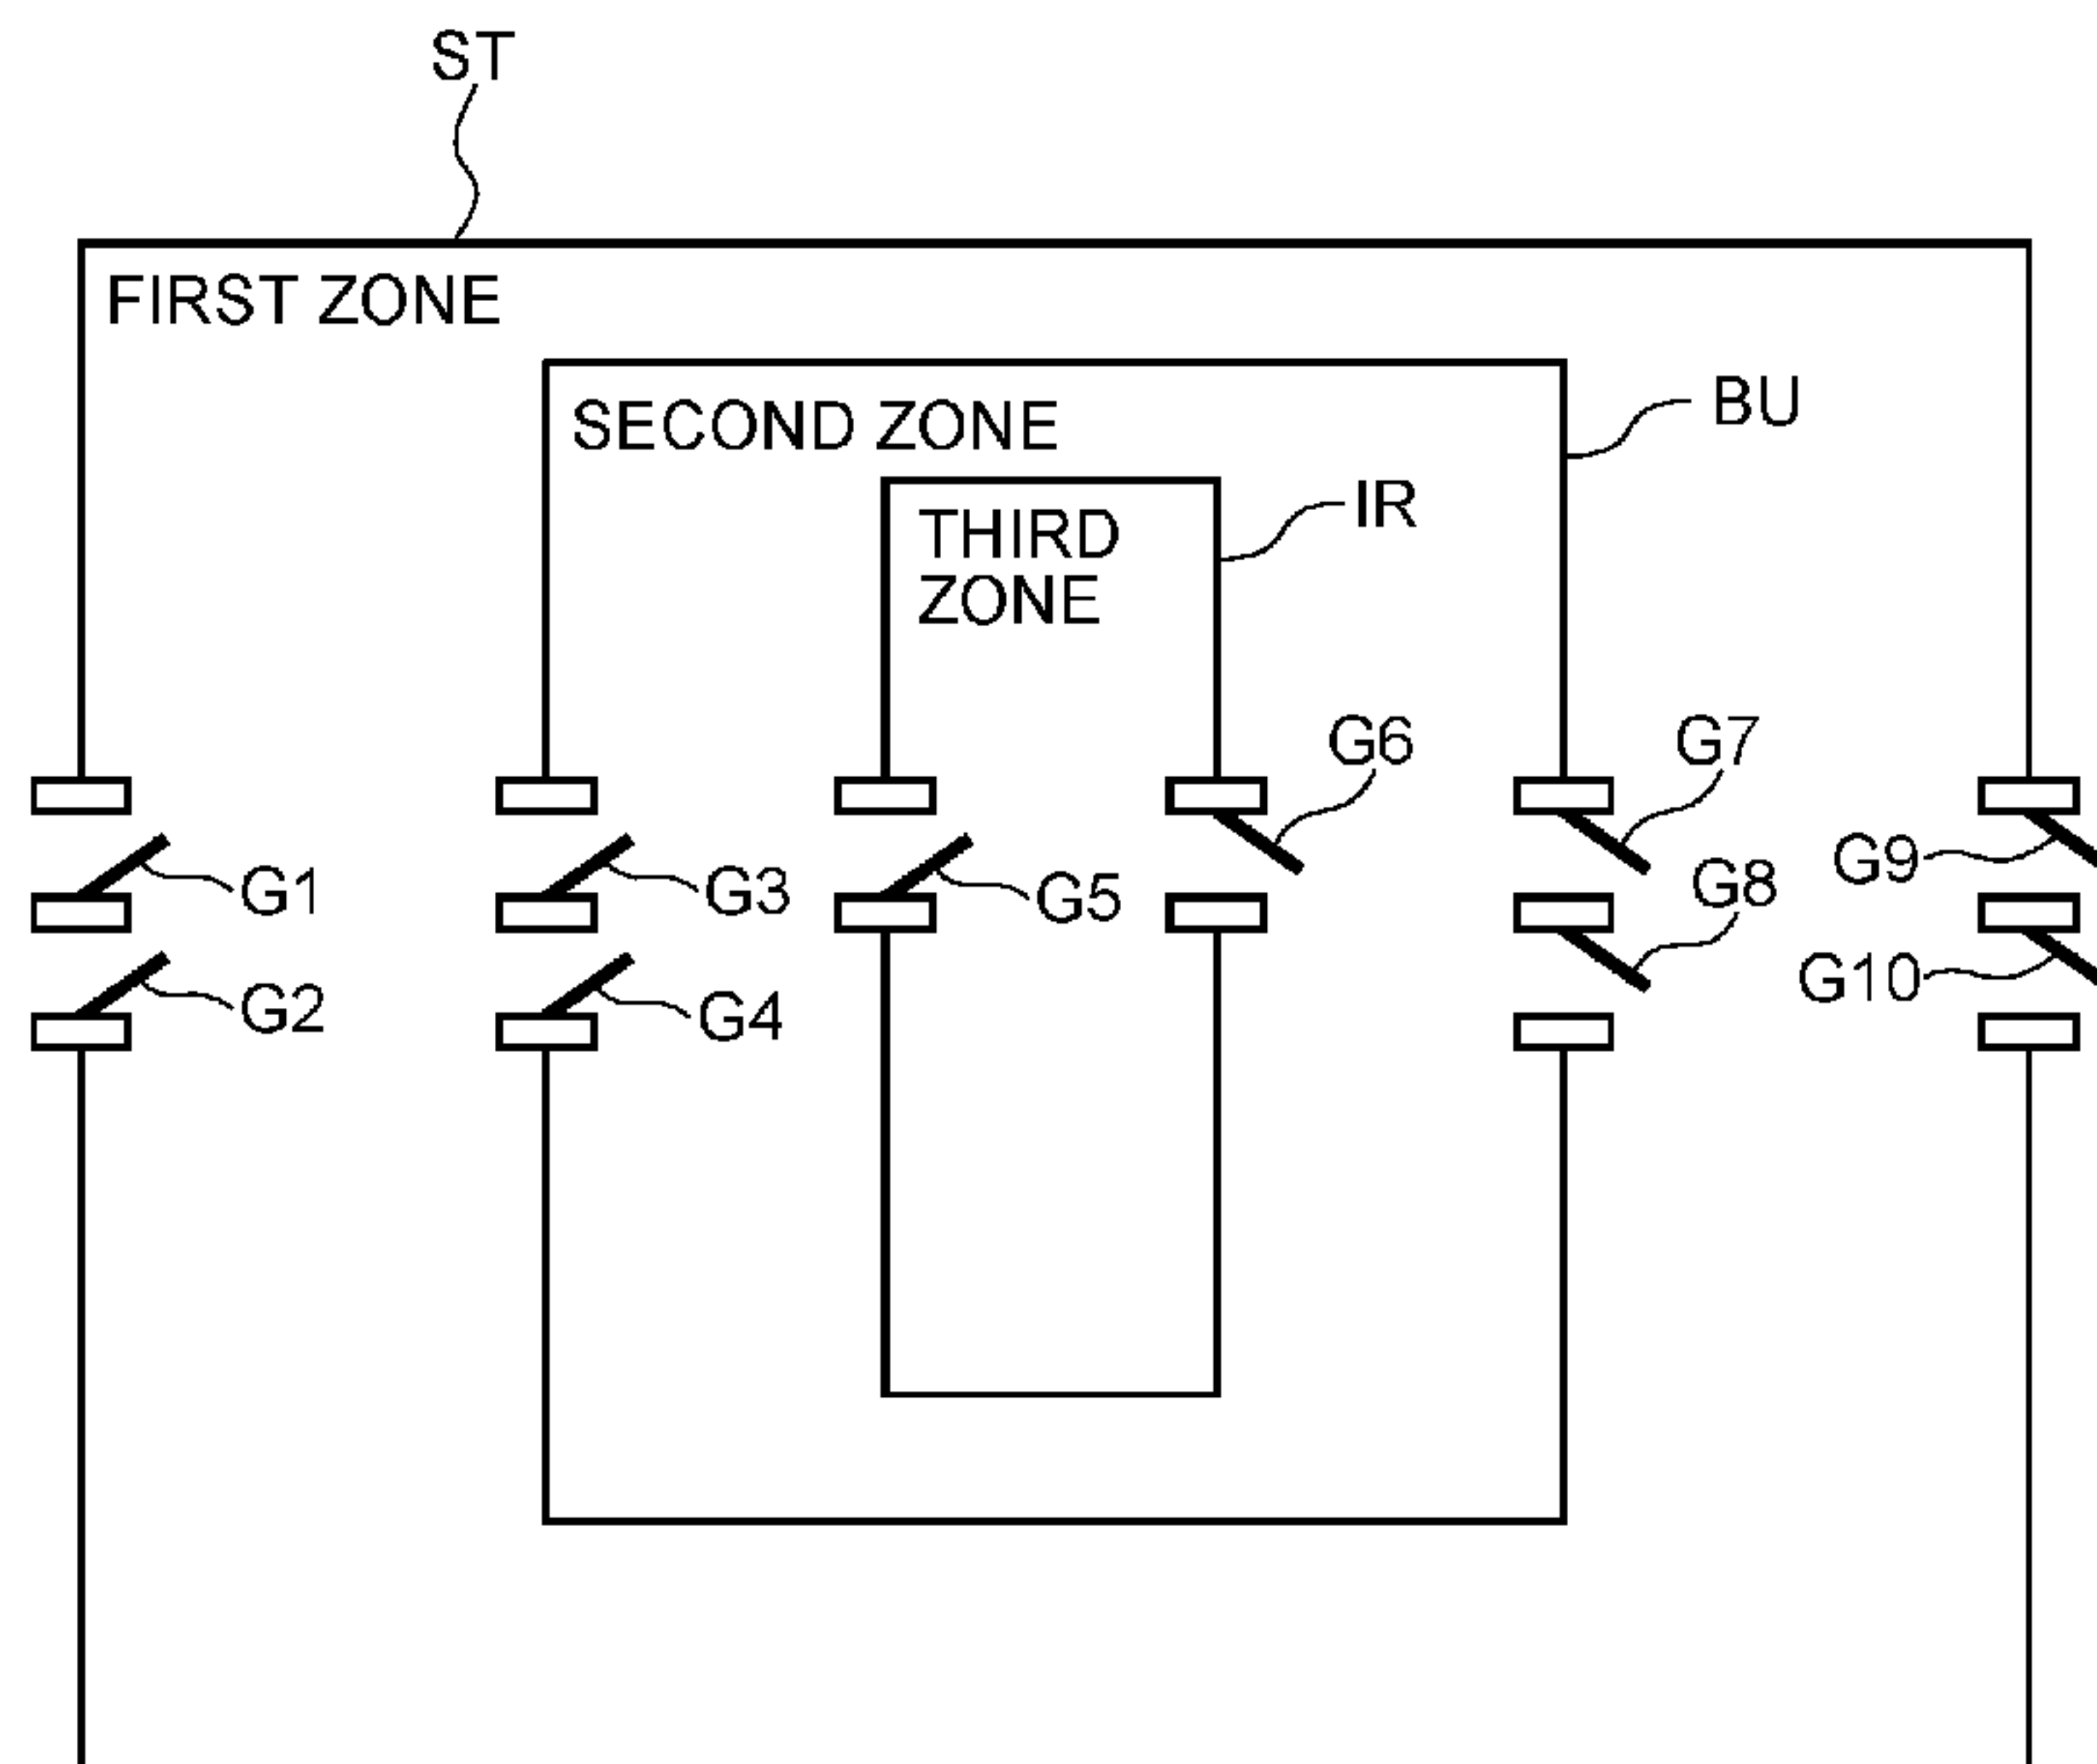 ST
FIRST ZONE
SECOND ZONE
BU
THIRD
ZONE
IR
G6
G7
G1
G3
G5
G8
G9
G2
G4
G10